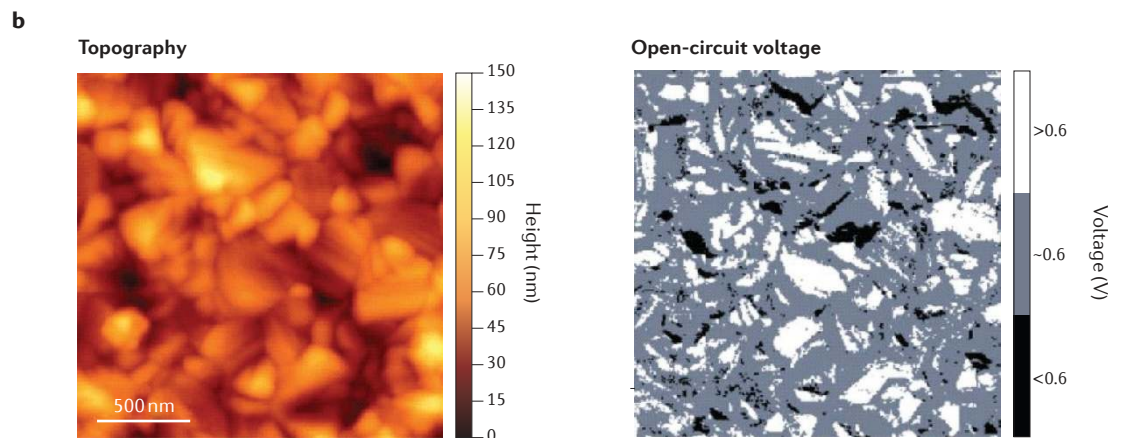 b
Topography
Open-circuit voltage
150
135
120
105
90
75
60
45
30
15
0
Height (nm)
500 nm
>0.6
~0.6
<0.6
Voltage (V)